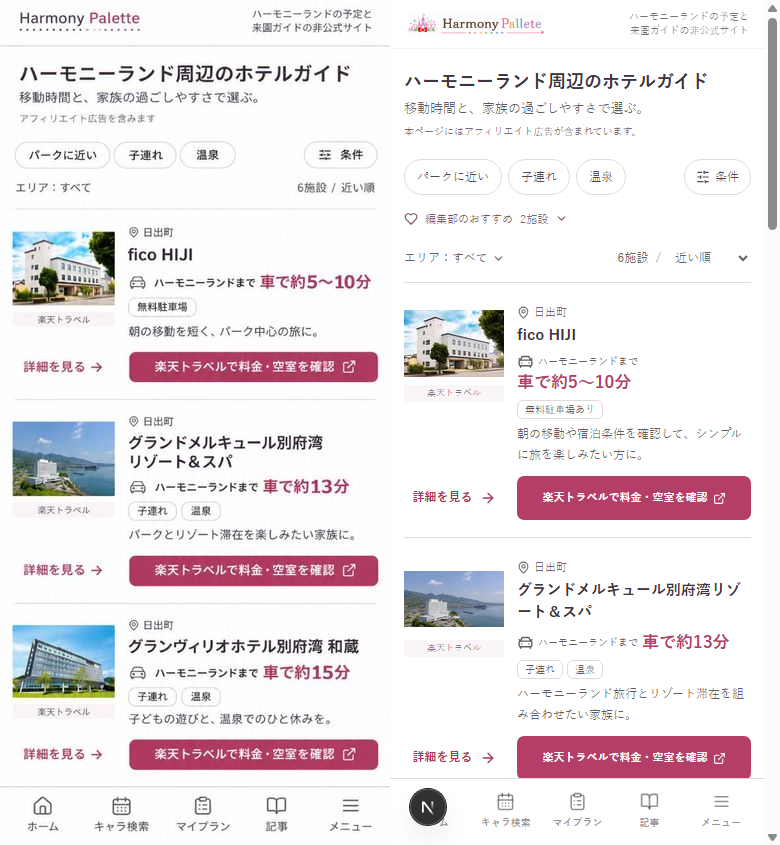 Harmony Palette
ハーモニーランドの予定と
来園ガイドの非公式サイト
ハーモニーランド周辺のホテルガイド
移動時間と、家族の過ごしやすさで選ぶ。
アフィリエイト広告を含みます
パークに近い
子連れ
温泉
条件
エリア：すべて
6施設 / 近い順
日出町
fico HIJI
ハーモニーランドまで 車で約5〜10分
無料駐車場
楽天トラベル
朝の移動を短く、パーク中心の旅に。
詳細を見る →
楽天トラベルで料金・空室を確認
日出町
グランドメルキュール別府湾
リゾート＆スパ
ハーモニーランドまで 車で約13分
楽天トラベル
子連れ
温泉
パークとリゾート滞在を楽しみたい家族に。
詳細を見る →
楽天トラベルで料金・空室を確認
日出町
グランヴィリオホテル別府湾 和蔵
ハーモニーランドまで 車で約15分
子連れ
温泉
楽天トラベル
子どもの遊びと、温泉でのひと休みを。
詳細を見る →
楽天トラベルで料金・空室を確認
ホーム
キャラ検索
マイプラン
記事
メニュー
Harmony Pallete
ハーモニーランドの予定と
来園ガイドの非公式サイト
ハーモニーランド周辺のホテルガイド
移動時間と、家族の過ごしやすさで選ぶ。
本ページにはアフィリエイト広告が含まれています。
パークに近い
子連れ
温泉
条件
編集部のおすすめ 2施設
エリア：すべて
6施設 / 近い順
日出町
fico HIJI
ハーモニーランドまで
車で約5〜10分
楽天トラベル
無料駐車場あり
朝の移動や宿泊条件を確認して、シンプル
に旅を楽しみたい方に。
詳細を見る →
楽天トラベルで料金・空室を確認
日出町
グランドメルキュール別府湾リゾ
ート＆スパ
ハーモニーランドまで 車で約13分
楽天トラベル
子連れ
温泉
ハーモニーランド旅行とリゾート滞在を組
み合わせたい家族に。
詳細を見る →
楽天トラベルで料金・空室を確認
N
ム
キャラ検索
マイプラン
記事
メニュー